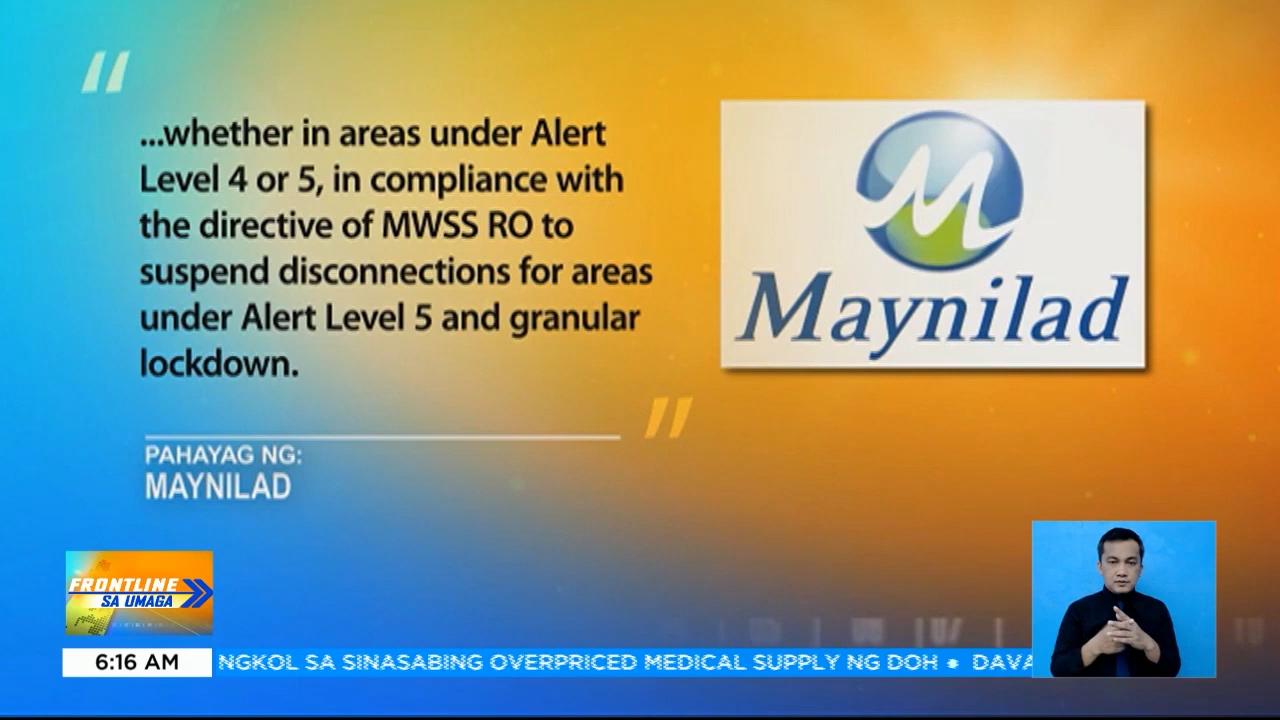 ...whether in areas under Alert
Level 4 or 5, in compliance with
the directive of MWSS RO to
suspend disconnections for areas
under Alert Level 5 and granular
lockdown.
PAHAYAG NG:
MAYNILAD
Maynilad
FRONTLINE
SA UMAGA
6:16 AM
NGKOL SA SINASABING OVERPRICED MEDICAL SUPPLY NG DOH • DAVA